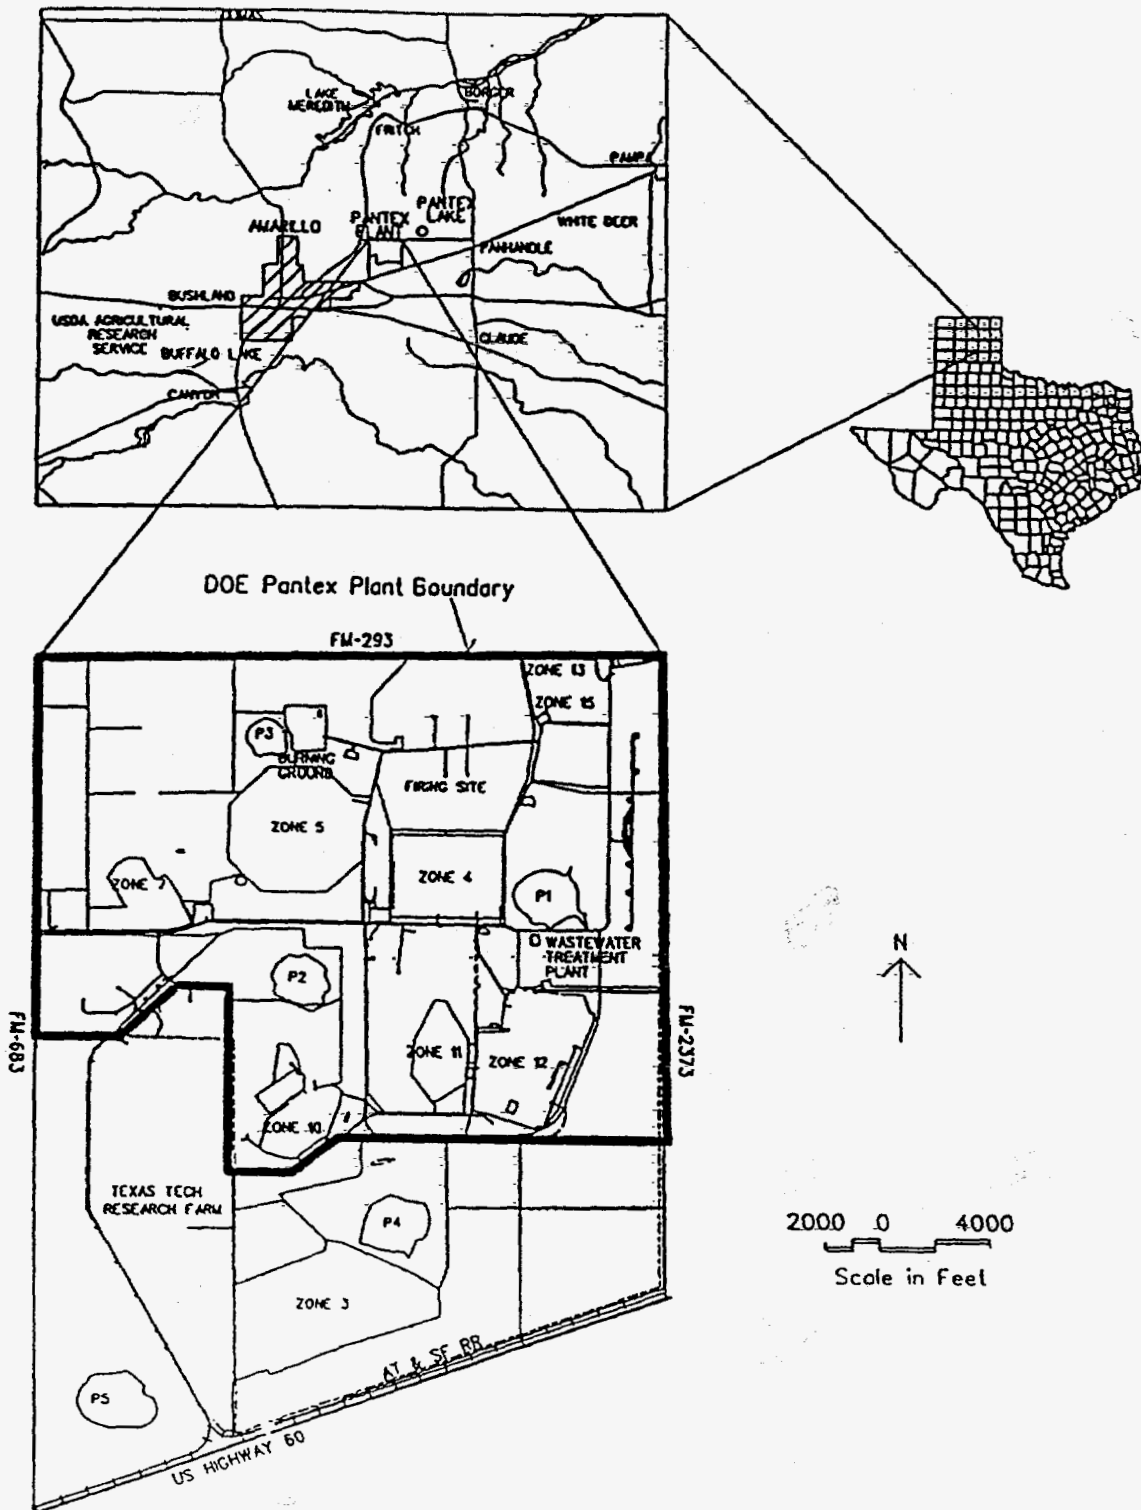 LAKE
MEREDITH
BORGER
FRITCH
PAMPA
PANTEX
LAKE
PANTEX
PLANT
WHITE DEER
AMARILLO
PANHANDLE
BUSHLAND
USDA AGRICULTURAL
RESEARCH
SERVICE
BUFFALO LAKE
CLAUDE
CANYON
DOE Pantex Plant Boundary
FM-293
ZONE 13
ZONE 15
P3
BURNING
GROUND
FIRING SITE
ZONE 5
ZONE 4
ZONE 7
P1
WASTEWATER
TREATMENT
PLANT
P2
N
FM-683
FM-2373
ZONE 11
ZONE 12
ZONE 10
TEXAS TECH
RESEARCH FARM
P4
2000 0 4000
Scale in Feet
ZONE 3
AT & SF RR
P5
US HIGHWAY 60